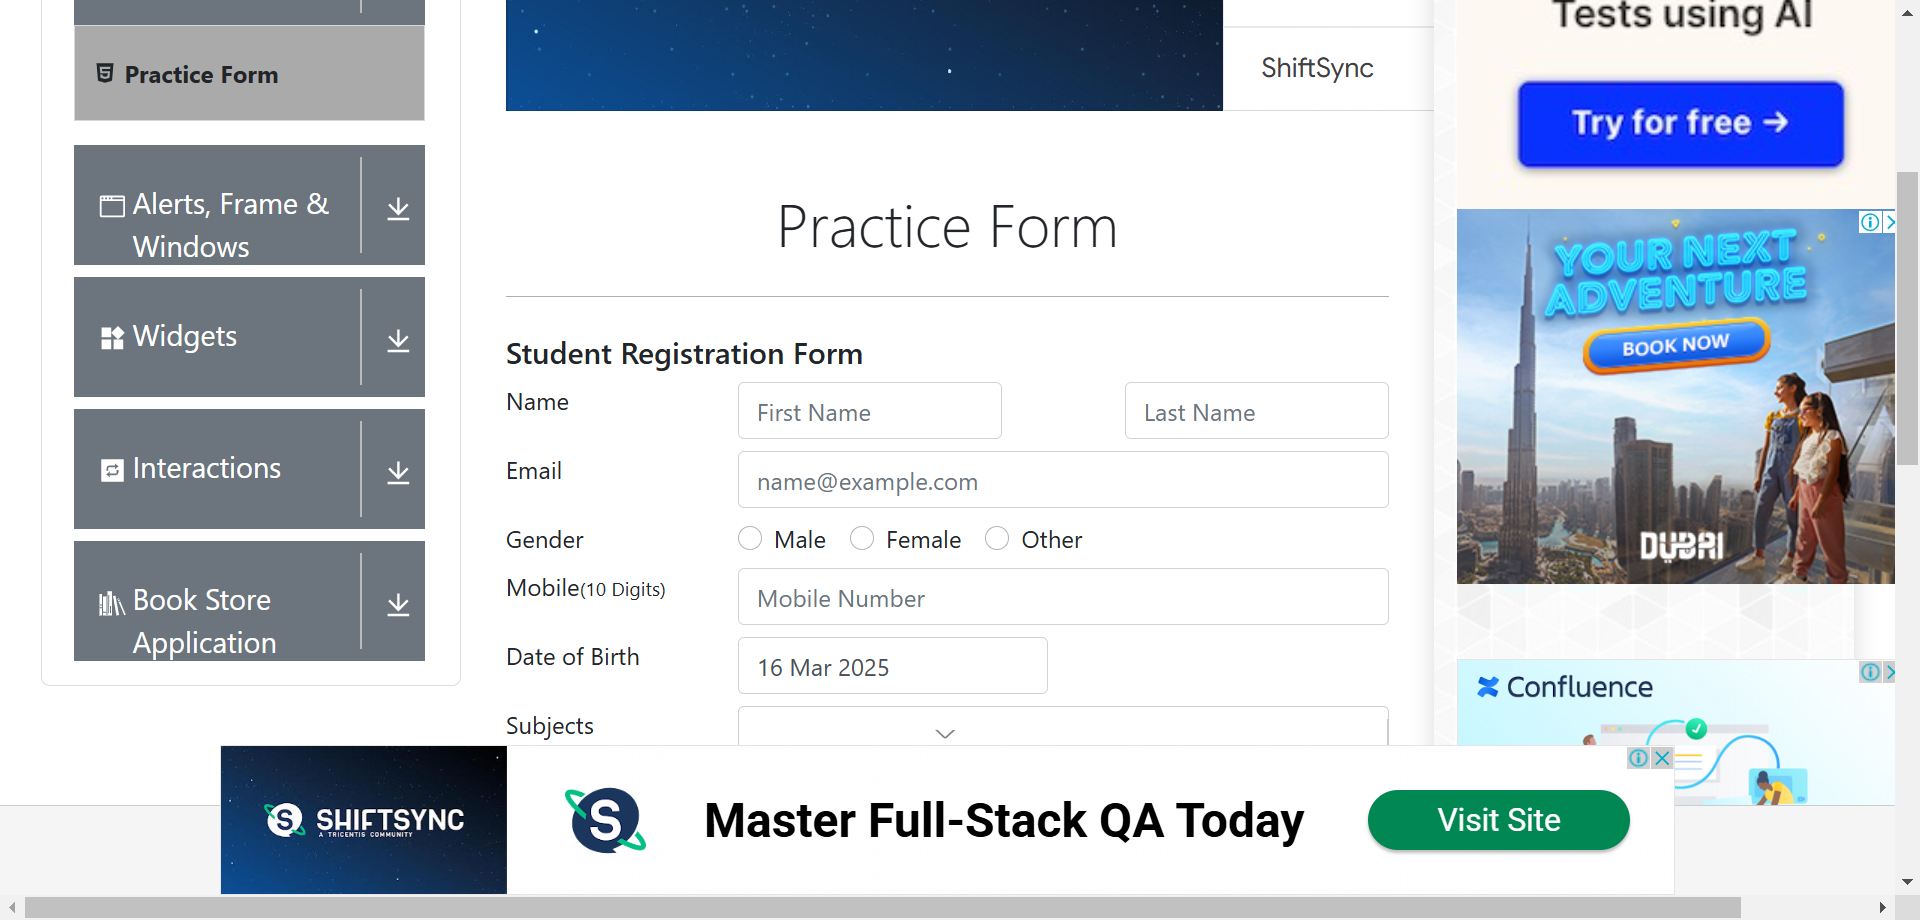 Practice Form
Alerts, Frame &
Windows
Widgets
Interactions
Book Store
Application
ShiftSync
Practice Form
Student Registration Form
Name
First Name
Last Name
Email
name@example.com
Gender
Male
Female
Other
Mobile(10 Digits)
Mobile Number
Date of Birth
16 Mar 2025
Subjects
Tests using AI
Try for free →
YOUR NEXT
ADVENTURE
BOOK NOW
DUBAI
Confluence
S SHIFTSYNC
A TRICENTIS COMMUNITY
S
Master Full-Stack QA Today
Visit Site